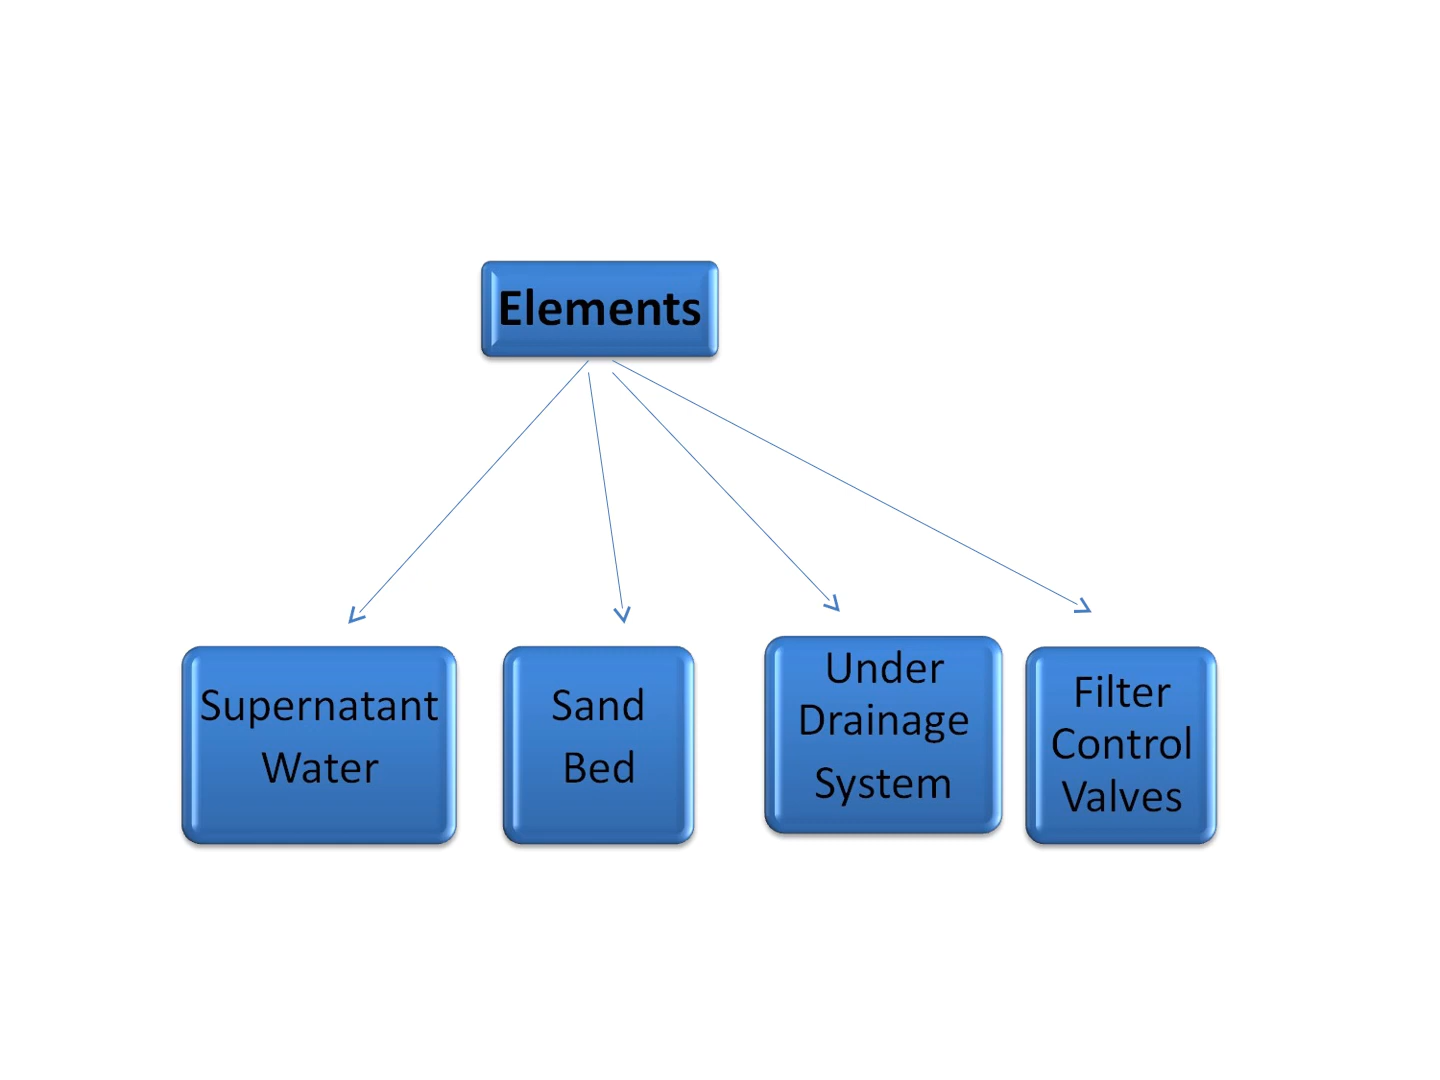 Elements
Supernatant
Water
Sand
Bed
Under
Drainage
System
Filter
Control
Valves